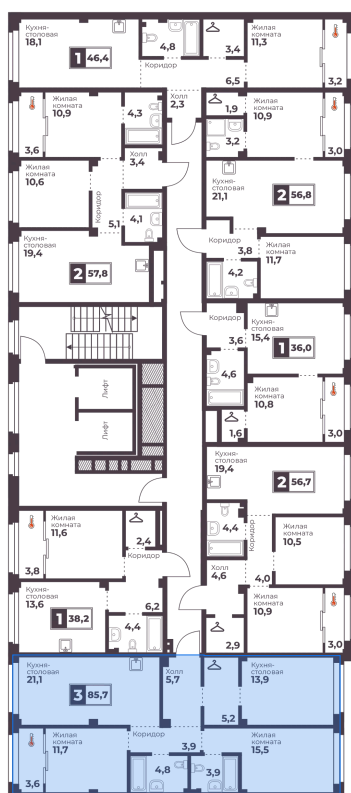 Кухня-
столовая
18,1
1 46,4
4,8
3,4
Жилая
комната
11,3
Коридор
6,5
3,2
Жилая
комната
10,9
3,6
4,3
Холл
2,3
1,9
Жилая
комната
10,9
3,2
3,0
Жилая
комната
10,6
Холл
3,4
Коридор
5,1
4,1
Кухня-
столовая
21,1
2 56,8
Кухня-
столовая
19,4
2 57,8
Коридор
3,8
4,2
Жилая
комната
11,7
Коридор
3,6
Кухня-
столовая
15,4
1 36,0
4,6
Лифт
Лифт
Жилая
комната
10,8
1,6
3,0
Кухня-
столовая
19,4
2 56,7
Жилая
комната
11,6
3,8
2,4
Коридор
6,2
4,4
Коридор
Жилая
комната
10,5
Кухня-
столовая
13,6
1 38,2
4,4
Холл
4,6
4,0
Жилая
комната
10,9
2,9
3,0
Кухня-
столовая
21,1
3 85,7
Холл
5,7
5,2
Кухня-
столовая
13,9
Жилая
комната
11,7
3,6
Коридор
3,9
4,8
3,9
Жилая
комната
15,5